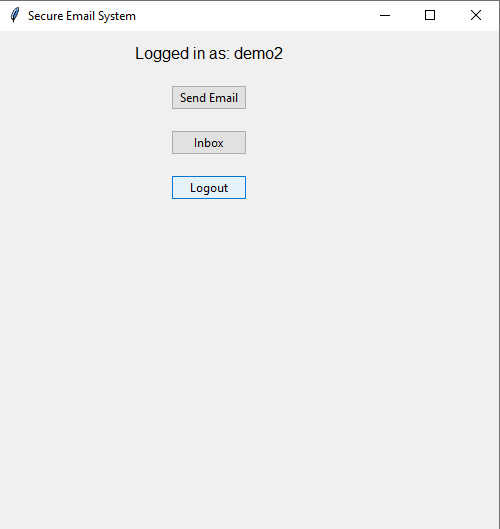 Secure Email System
Logged in as: demo2
Send Email
Inbox
Logout